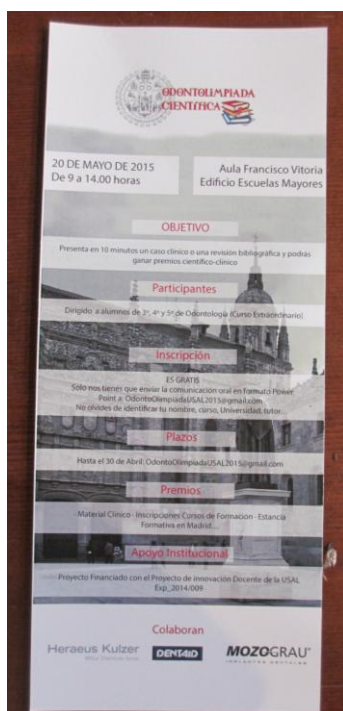 ODONTOLIMPIADA
CIENTÍFICA
20 DE MAYO DE 2015
De 9 a 14.00 horas
Aula Francisco Vitoria
Edificio Escuelas Mayores
OBJETIVO
Presenta en 10 minutos un caso clínico o una revisión bibliográfica y podrás
ganar premios científico-clínico
Participantes
Dirigido a alumnos de 3º, 4º y 5º de Odontología (Curso Extraordinario)
Inscripción
ES GRATIS
Solo nos tienes que enviar la comunicación oral en formato Power
Point a: OdontoOlimpiadaUSAL2015@gmail.com
No olvides de identificar tu nombre, curso, Universidad, tutor...
Plazos
Hasta el 30 de Abril: OdontoOlimpiadaUSAL2015@gmail.com
Premios
Material Clínico - Inscripciones Cursos de Formación - Estancia
Formativa en Madrid...
Apoyo Institucional
Proyecto Financiado con el Proyecto de innovación Docente de la USAL
Exp_2014/009
Colaboran
Heraeus Kulzer
DENTAID
MOZOGRAU
IMPLANTES DENTALES